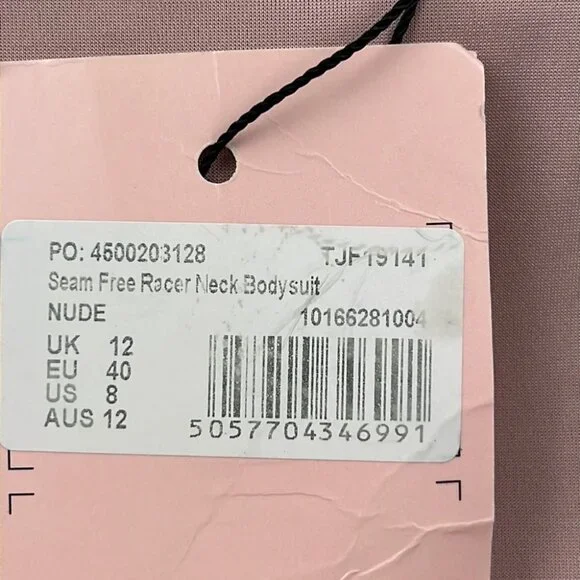 PO: 4500203128 TJF19141
Seam Free Racer Neck Bodysuit
NUDE 10166281004
UK 12
EU 40
US 8
AUS 12
5057704346991